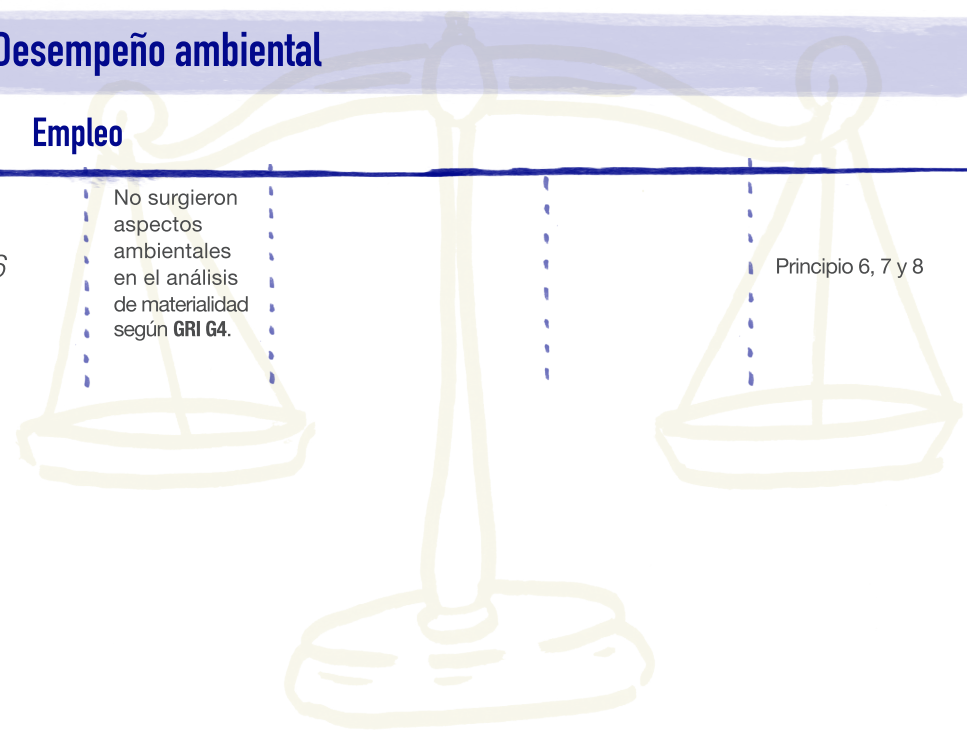 Desempeño ambiental
Empleo
No surgieron
aspectos
ambientales
en el análisis
de materialidad
según GRI G4.
6
Principio 6, 7 y 8